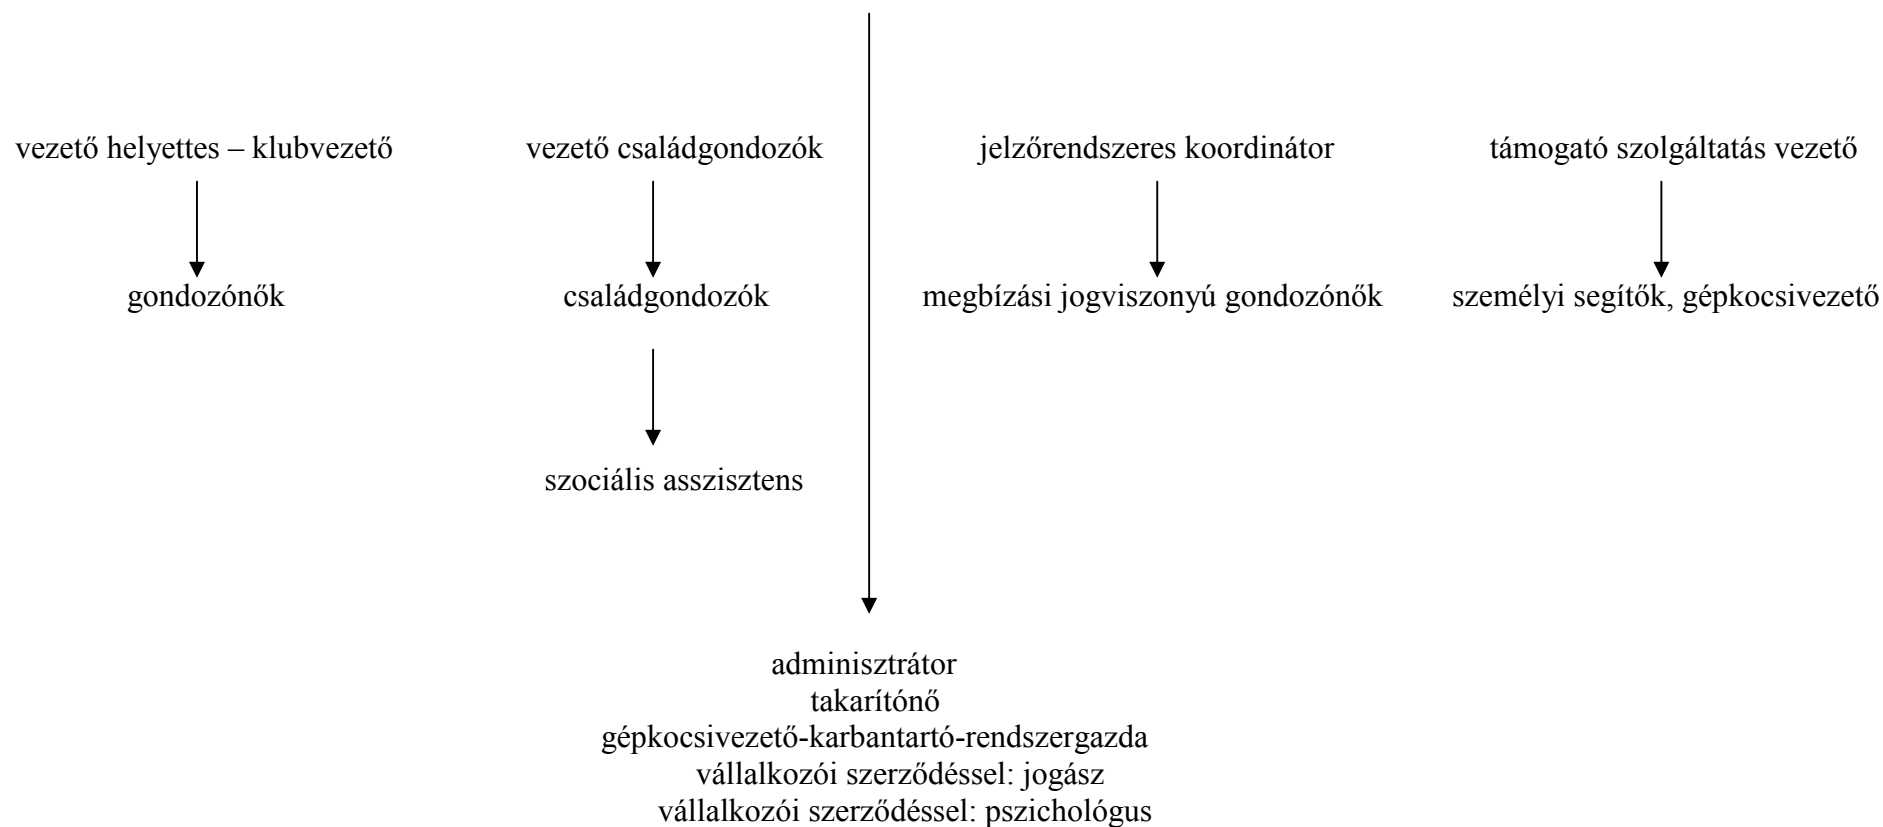 vezető helyettes – klubvezető
vezető családgondozók
jelzőrendszeres koordinátor
támogató szolgáltatás vezető
gondozónők
családgondozók
megbízási jogviszonyú gondozónők
személyi segítők, gépkocsivezető
szociális asszisztens
adminisztrátor
takarítónő
gépkocsivezető-karbantartó-rendszergazda
vállalkozói szerződéssel: jogász
vállalkozói szerződéssel: pszichológus